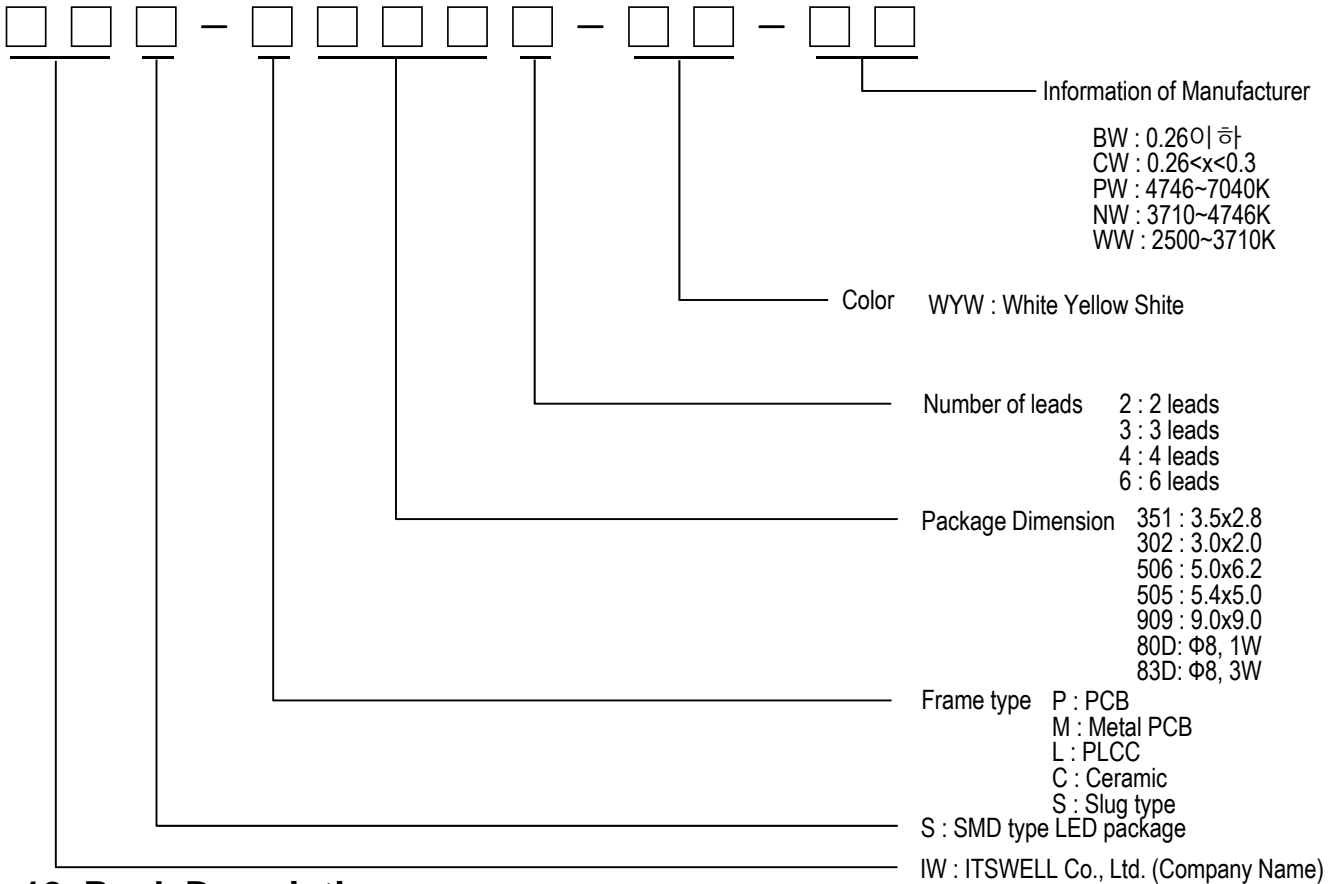 Information of Manufacturer
BW : 0.26이하
CW : 0.26<x<0.3
PW : 4746~7040K
NW : 3710~4746K
WW : 2500~3710K
Color WYW : White Yellow Shite
Number of leads 2 : 2 leads
3 : 3 leads
4 : 4 leads
6 : 6 leads
Package Dimension 351 : 3.5x2.8
302 : 3.0x2.0
506 : 5.0x6.2
505 : 5.4x5.0
909 : 9.0x9.0
80D: Φ8, 1W
83D: Φ8, 3W
Frame type P : PCB
M : Metal PCB
L : PLCC
C : Ceramic
S : Slug type
S : SMD type LED package
IW : ITSWELL Co., Ltd. (Company Name)